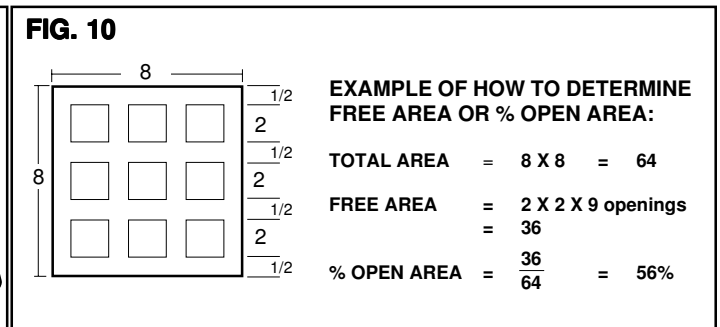 FIG. 10
8
8
1/2
2
1/2
2
1/2
2
1/2
EXAMPLE OF HOW TO DETERMINE
FREE AREA OR % OPEN AREA:
TOTAL AREA = 8 X 8 = 64
FREE AREA = 2 X 2 X 9 openings
= 36
% OPEN AREA = 36/64 = 56%